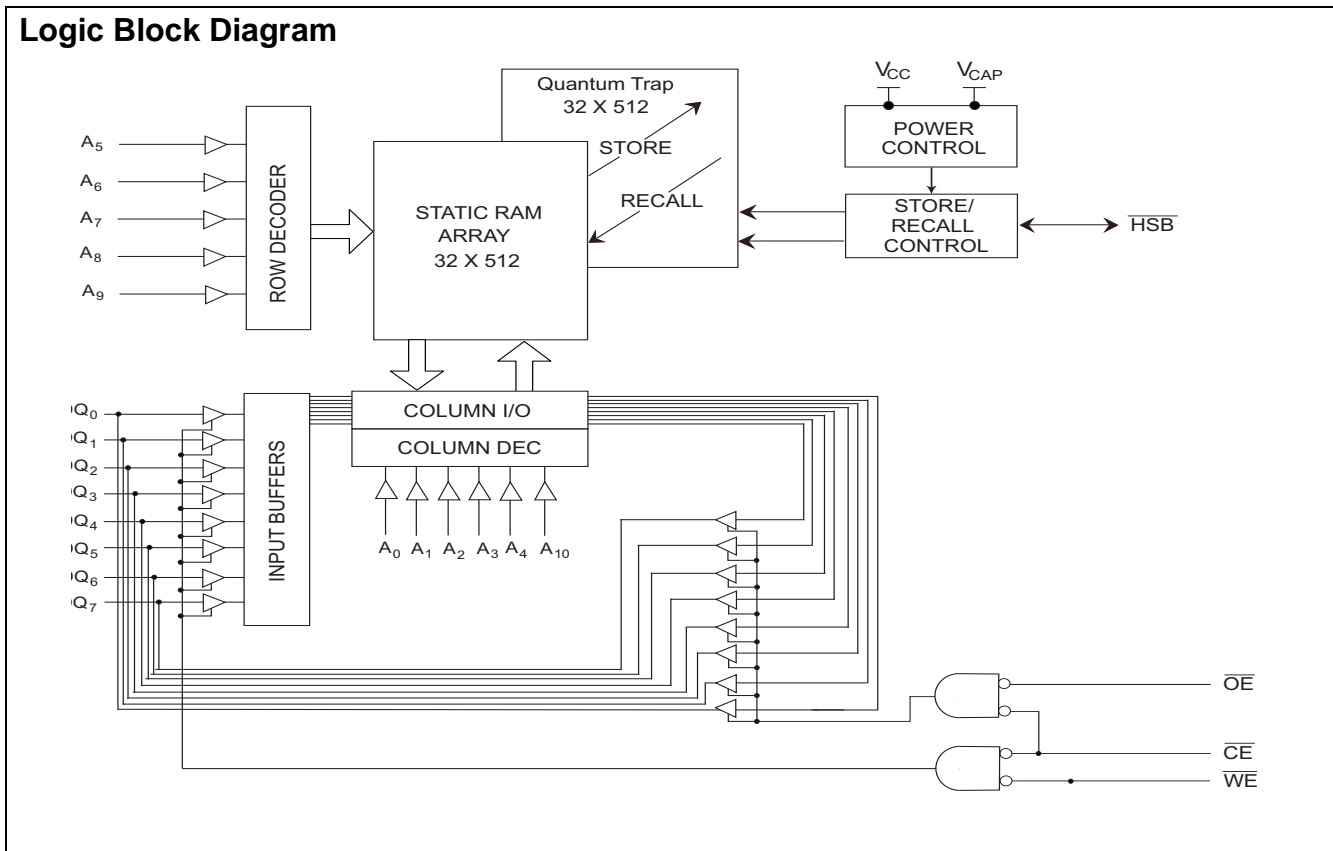 Logic Block Diagram
Quantum Trap
32 X 512
STORE
RECALL
VCC
VCAP
POWER
CONTROL
STORE/
RECALL
CONTROL
HSB
A5
A6
A7
A8
A9
ROW DECODER
STATIC RAM
ARRAY
32 X 512
DQ0
DQ1
DQ2
DQ3
DQ4
DQ5
DQ6
DQ7
INPUT BUFFERS
COLUMN I/O
COLUMN DEC
A0 A1 A2 A3 A4 A10
OE
CE
WE